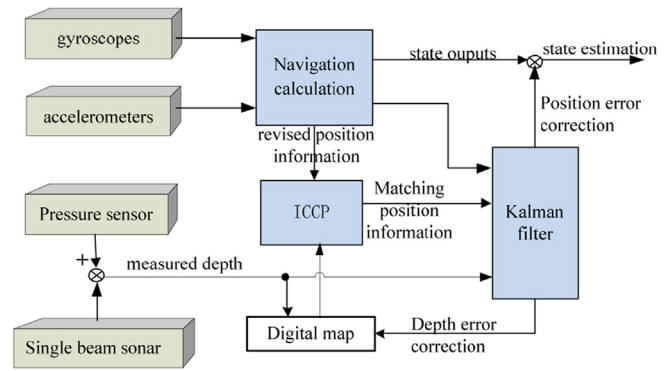 gyroscopes
accelerometers
Navigation
calculation
state ouputs
state estimation
Position error
correction
revised position
information
ICCP
Matching
position
information
Kalman
filter
Pressure sensor
+
measured depth
Single beam sonar
Digital map
Depth error
correction